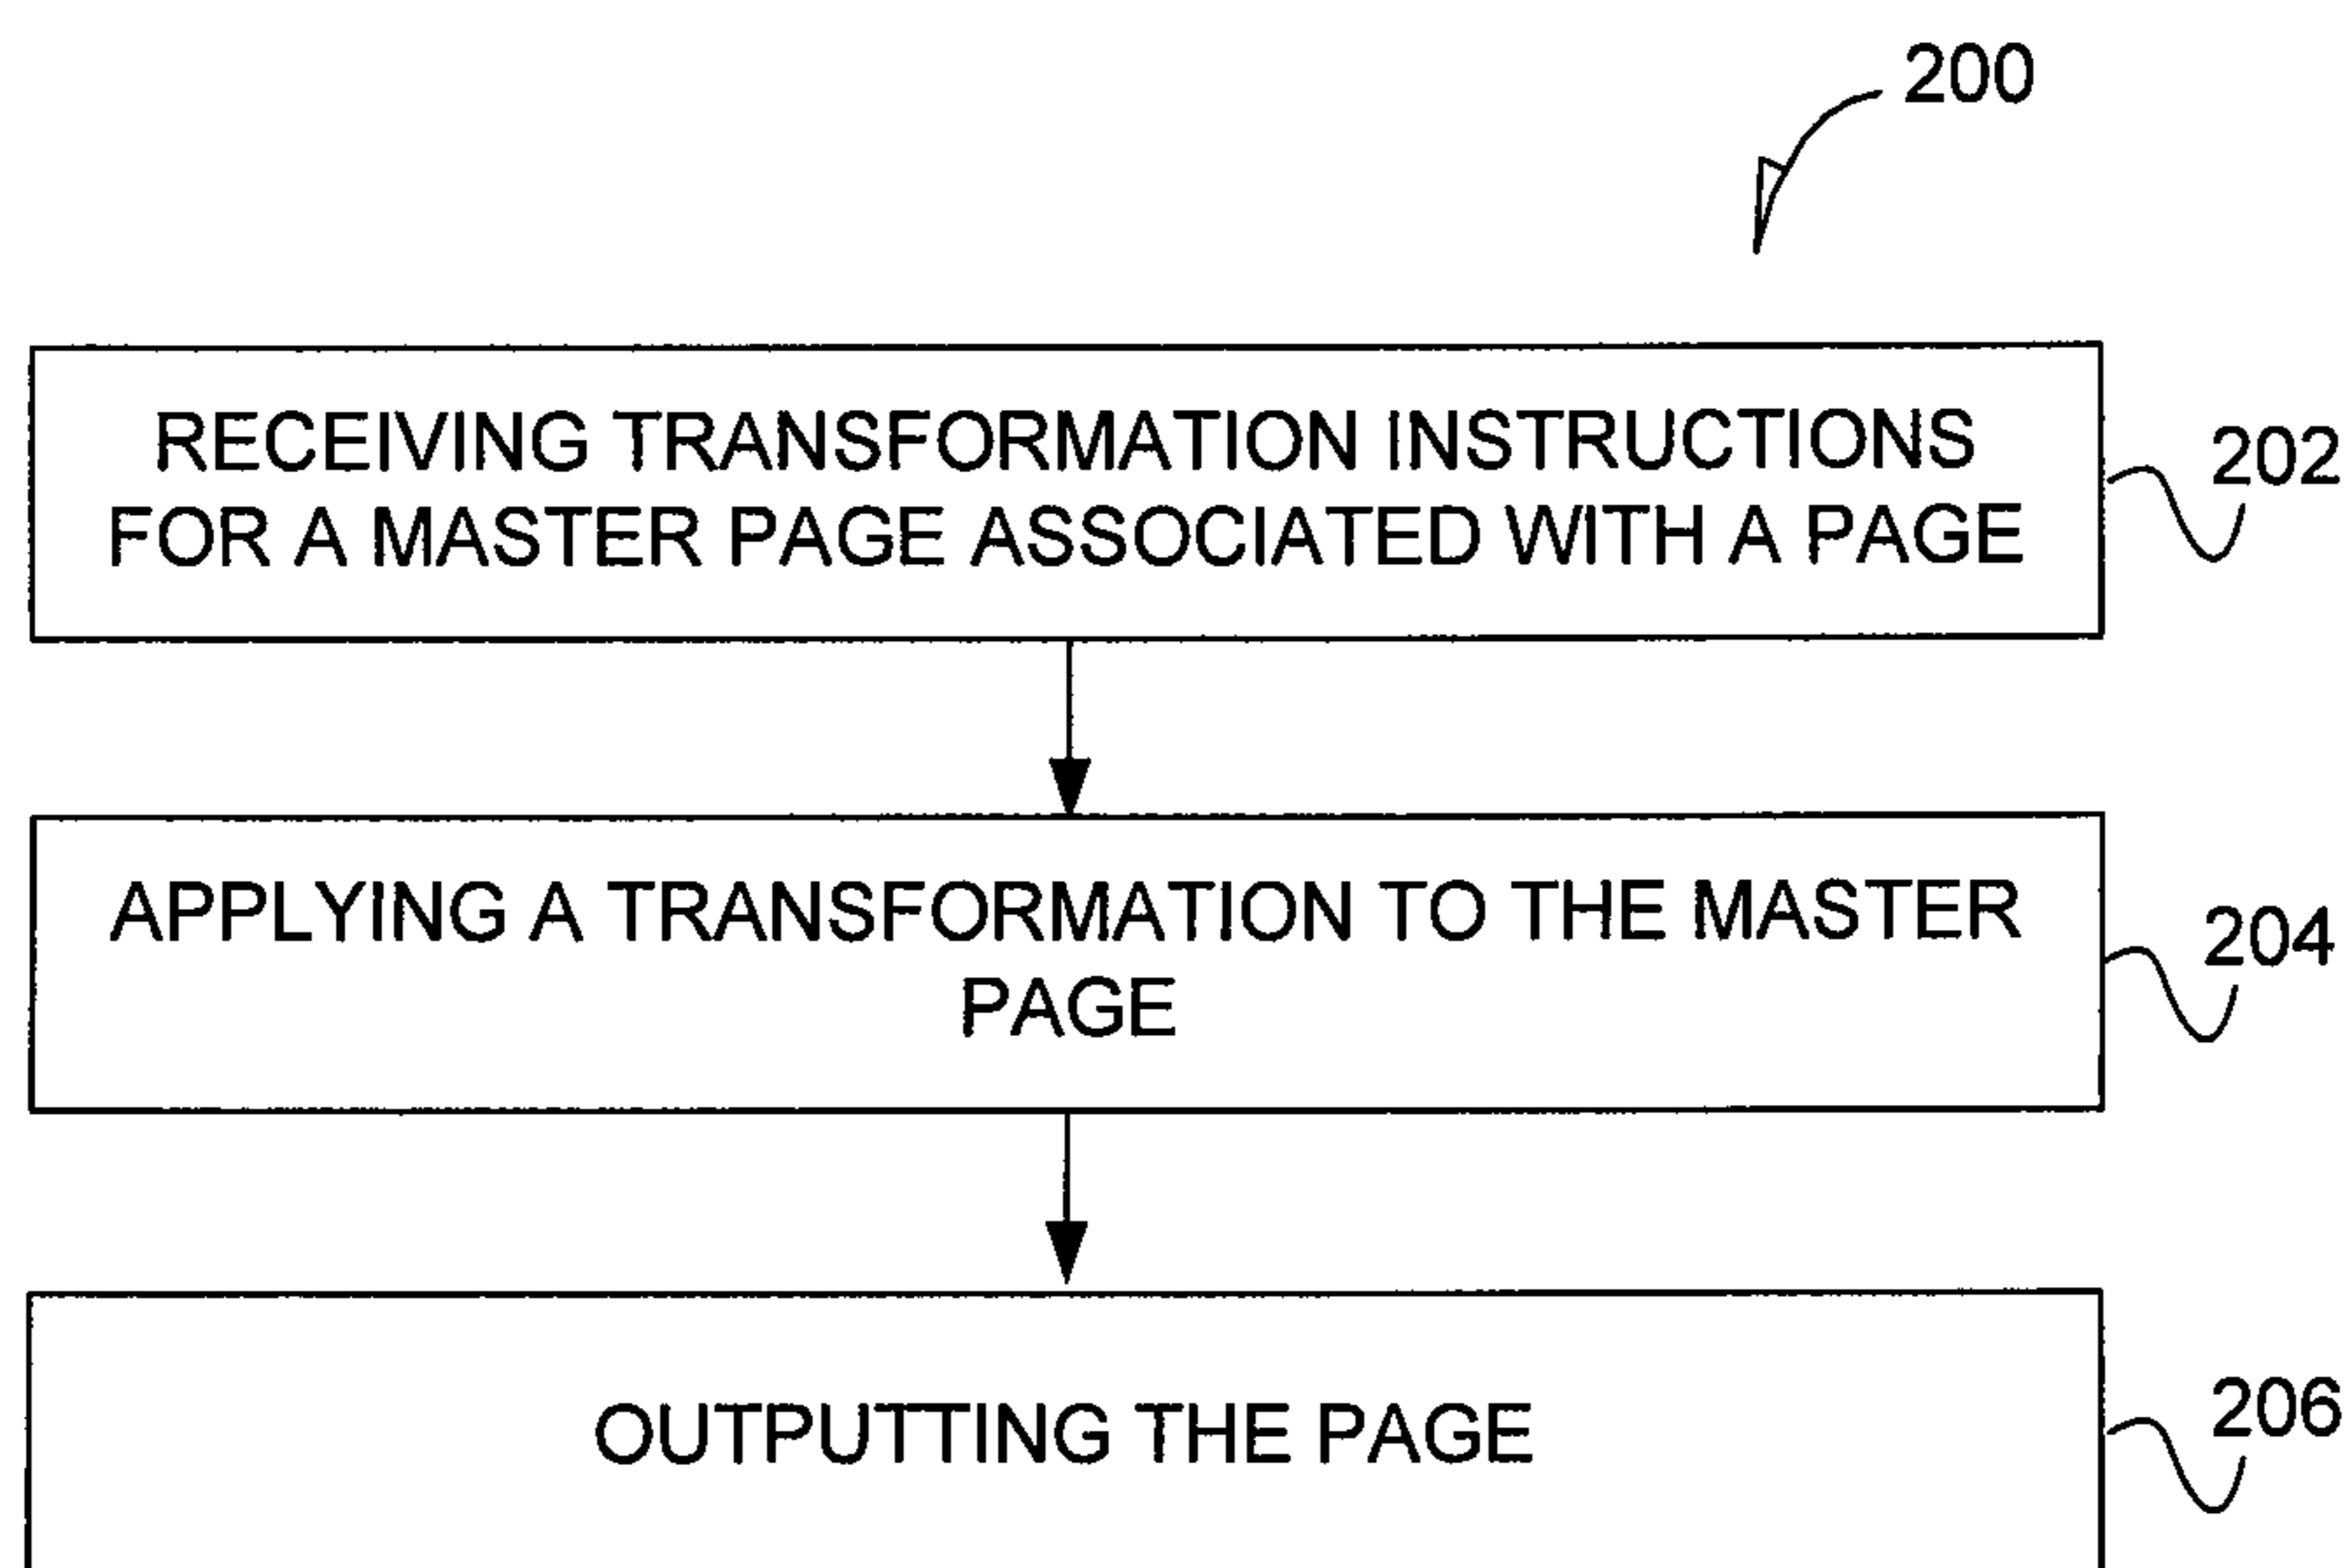 200
RECEIVING TRANSFORMATION INSTRUCTIONS
FOR A MASTER PAGE ASSOCIATED WITH A PAGE
202
APPLYING A TRANSFORMATION TO THE MASTER
PAGE
204
OUTPUTTING THE PAGE
206